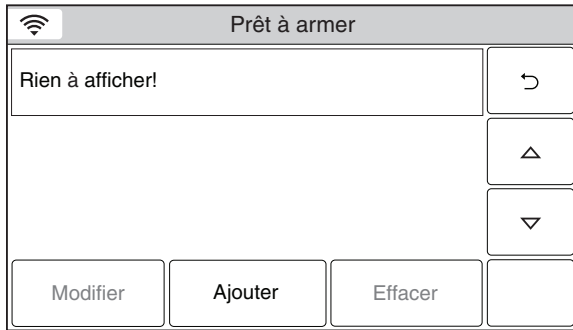 Prêt à armer
Rien à afficher!
Modifier
Ajouter
Effacer